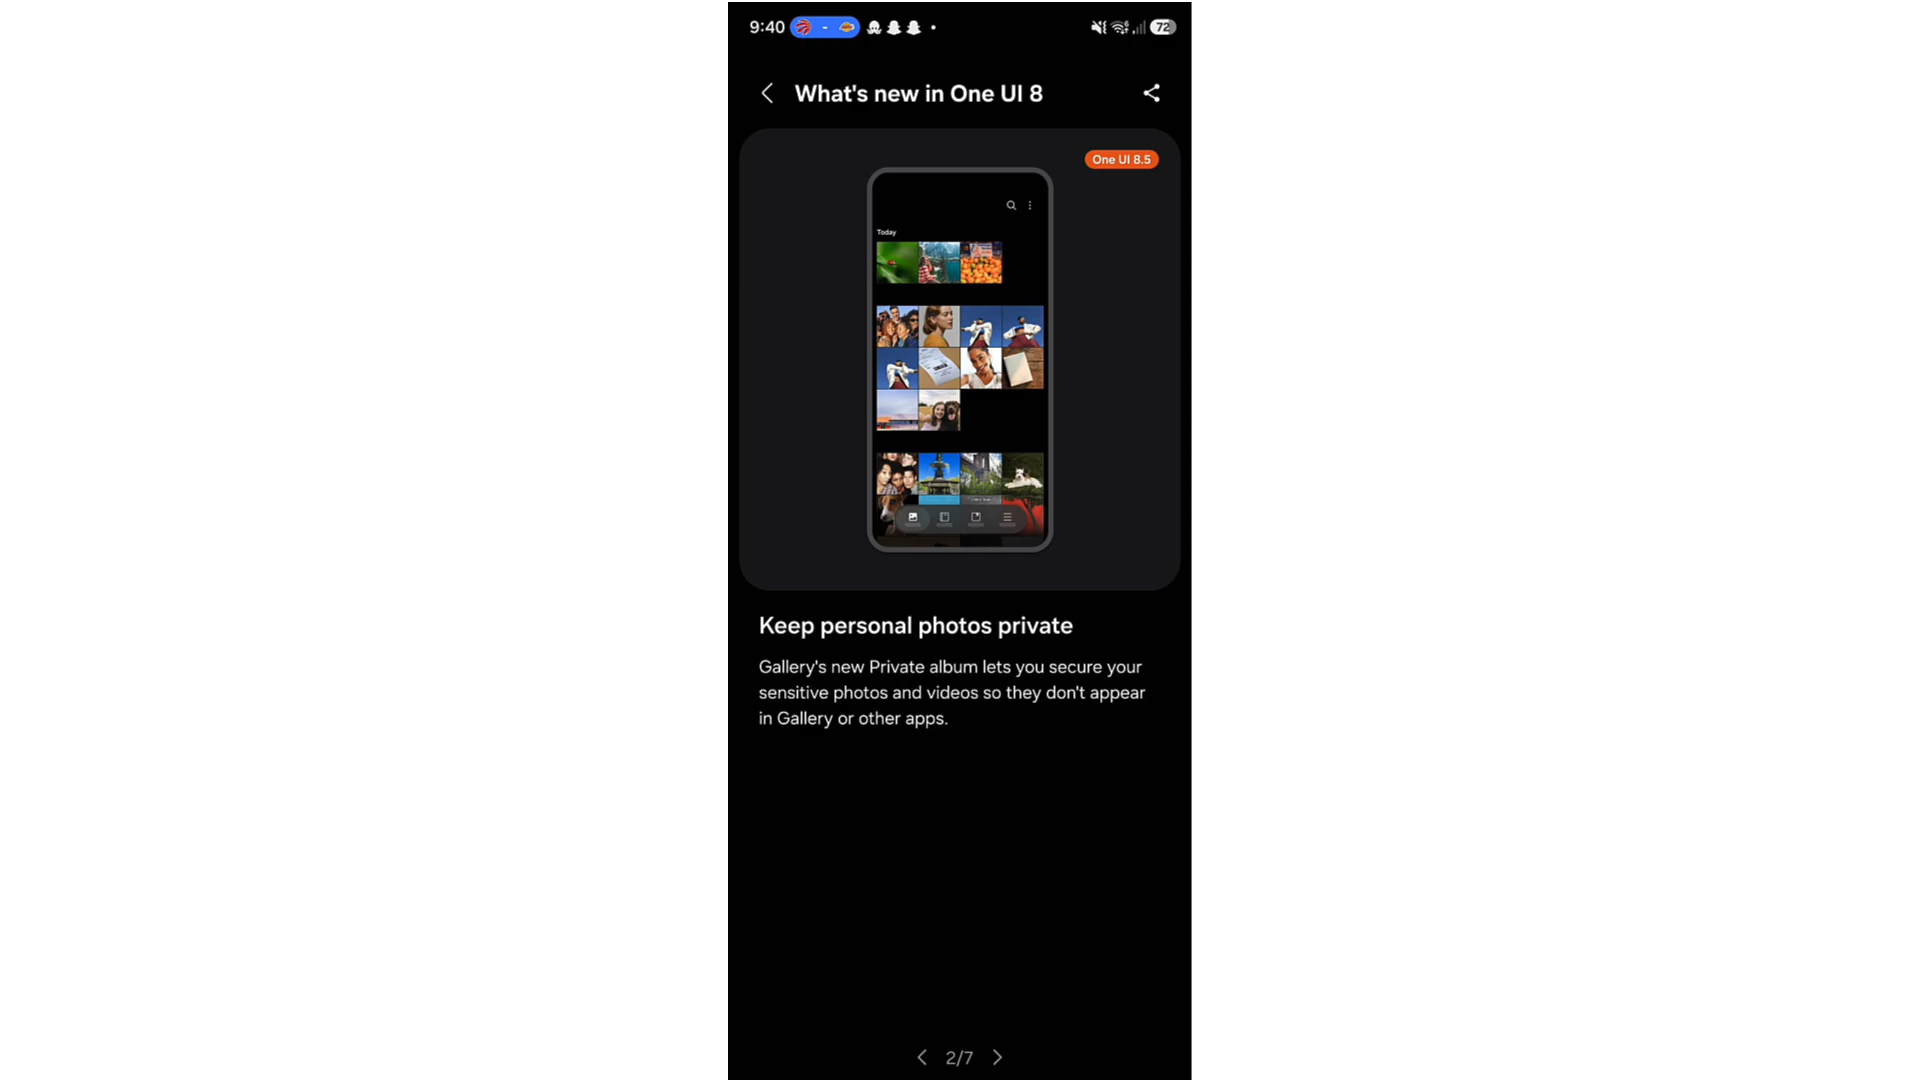 9:40
72
What's new in One UI 8
One UI 8.5
Today
Keep personal photos private
Gallery's new Private album lets you secure your
sensitive photos and videos so they don't appear
in Gallery or other apps.
2/7